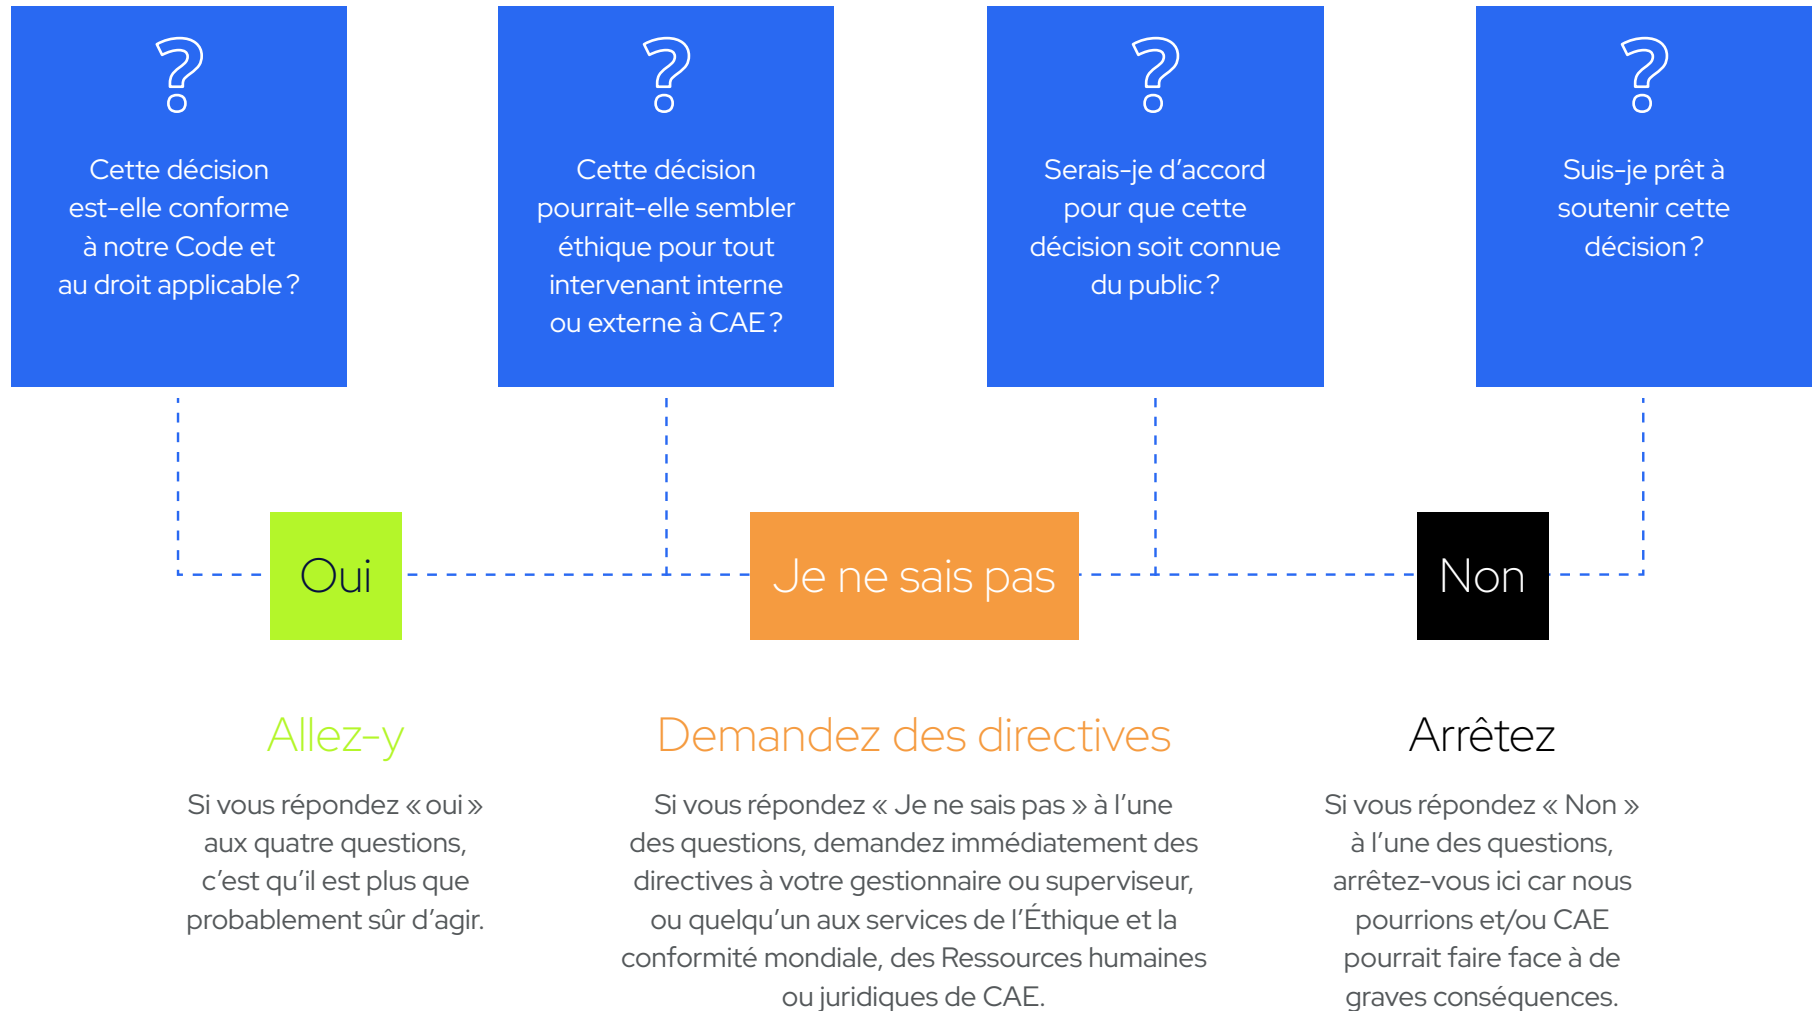 ?
Cette décision
est-elle conforme
à notre Code et
au droit applicable ?
?
Cette décision
pourrait-elle sembler
éthique pour tout
intervenant interne
ou externe à CAE ?
?
Serais-je d’accord
pour que cette
décision soit connue
du public ?
?
Suis-je prêt à
soutenir cette
décision ?
Oui
Je ne sais pas
Non
Allez-y
Si vous répondez « oui »
aux quatre questions,
c’est qu’il est plus que
probablement sûr d’agir.
Demandez des directives
Si vous répondez « Je ne sais pas » à l’une
des questions, demandez immédiatement des
directives à votre gestionnaire ou superviseur,
ou quelqu’un aux services de l’Éthique et la
conformité mondiale, des Ressources humaines
ou juridiques de CAE.
Arrêtez
Si vous répondez « Non »
à l’une des questions,
arrêtez-vous ici car nous
pourrions et/ou CAE
pourrait faire face à de
graves conséquences.